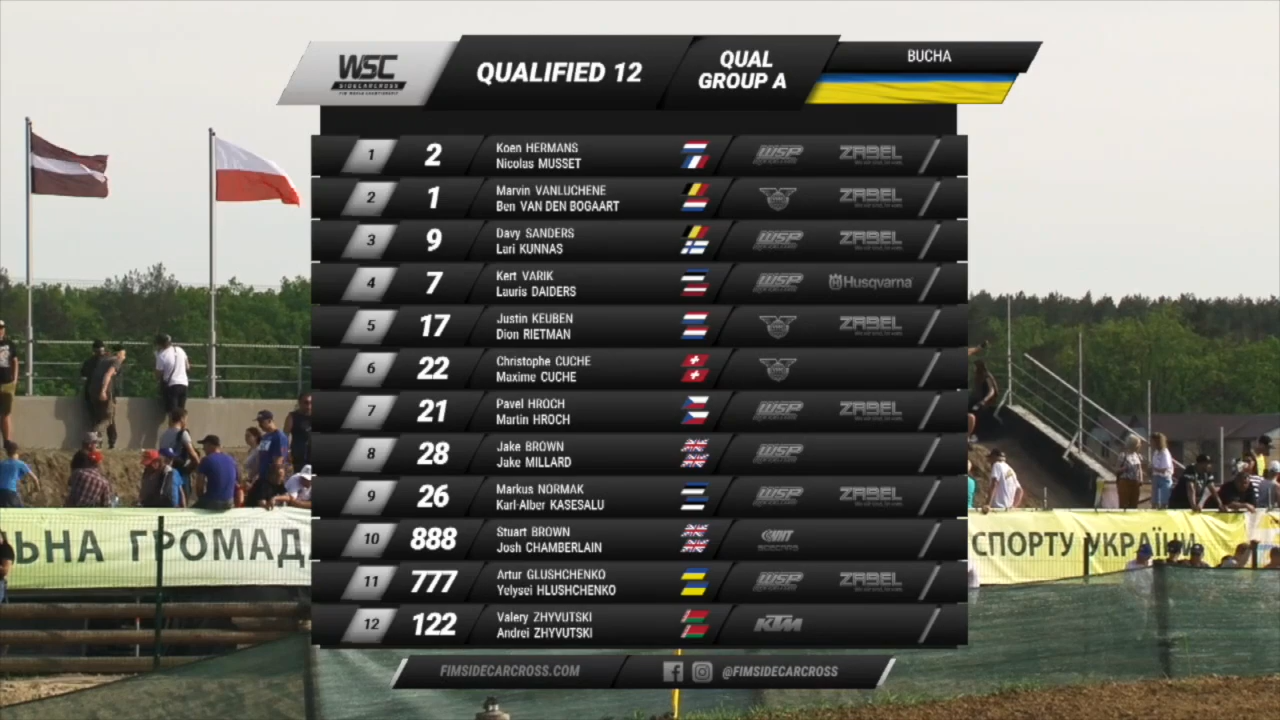 WSC
SIDECARCROSS
QUALIFIED 12
QUAL
GROUP A
BUCHA
1 2 Koen HERMANS
Nicolas MUSSET
WSP ZABEL
2 1 Marvin VANLUCHENE
Ben VAN DEN BOGAART
ZABEL
3 9 Davy SANDERS
Lari KUNNAS
WSP ZABEL
4 7 Kert VARIK
Lauris DAIDERS
WSP Husqvarna
5 17 Justin KEUBEN
Dion RIETMAN
ZABEL
6 22 Christophe CUCHE
Maxime CUCHE
7 21 Pavel HROCH
Martin HROCH
WSP ZABEL
8 28 Jake BROWN
Jake MILLARD
WSP
9 26 Markus NORMAK
Karl-Alber KASESALU
WSP ZABEL
10 888 Stuart BROWN
Josh CHAMBERLAIN
11 777 Artur GLUSHCHENKO
Yelysei HLUSHCHENKO
WSP ZABEL
12 122 Valery ZHYVUTSKI
Andrei ZHYVUTSKI
KTM
FIMSIDECARCROSS.COM @FIMSIDECARCROSS
ЬНА ГРОМАД
СПОРТУ УКРАЇНИ